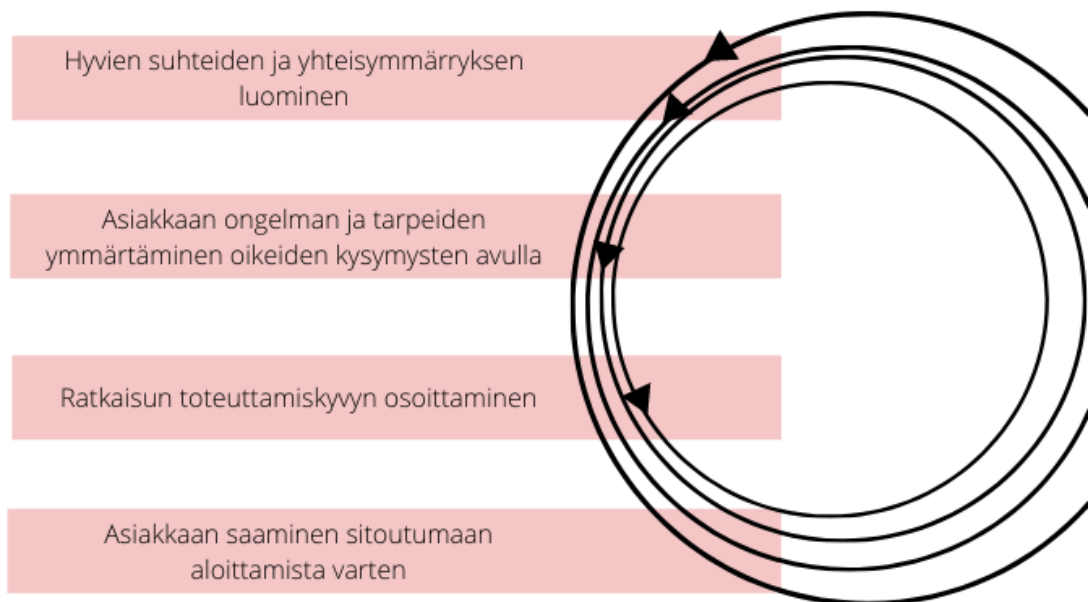 Hyvien suhteiden ja yhteisymmärryksen
luominen
Asiakkaan ongelman ja tarpeiden
ymmärtäminen oikeiden kysymysten avulla
Ratkaisun toteuttamiskyvyn osoittaminen
Asiakkaan saaminen sitoutumaan
aloittamista varten